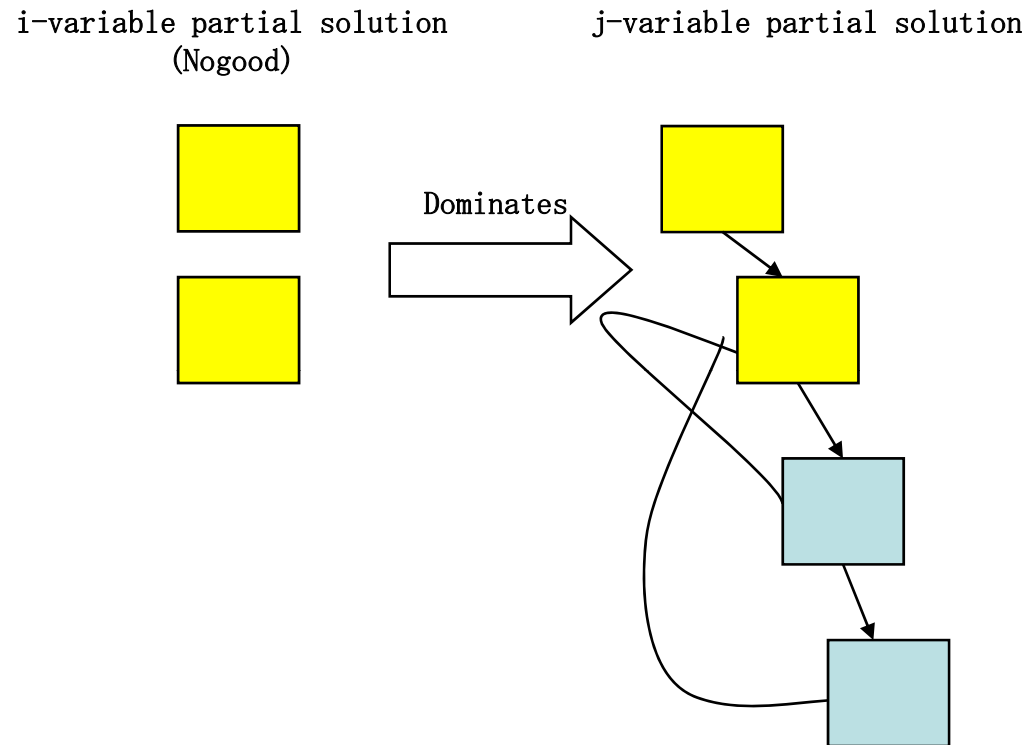 i-variable partial solution
(Nogood)
j-variable partial solution
Dominates